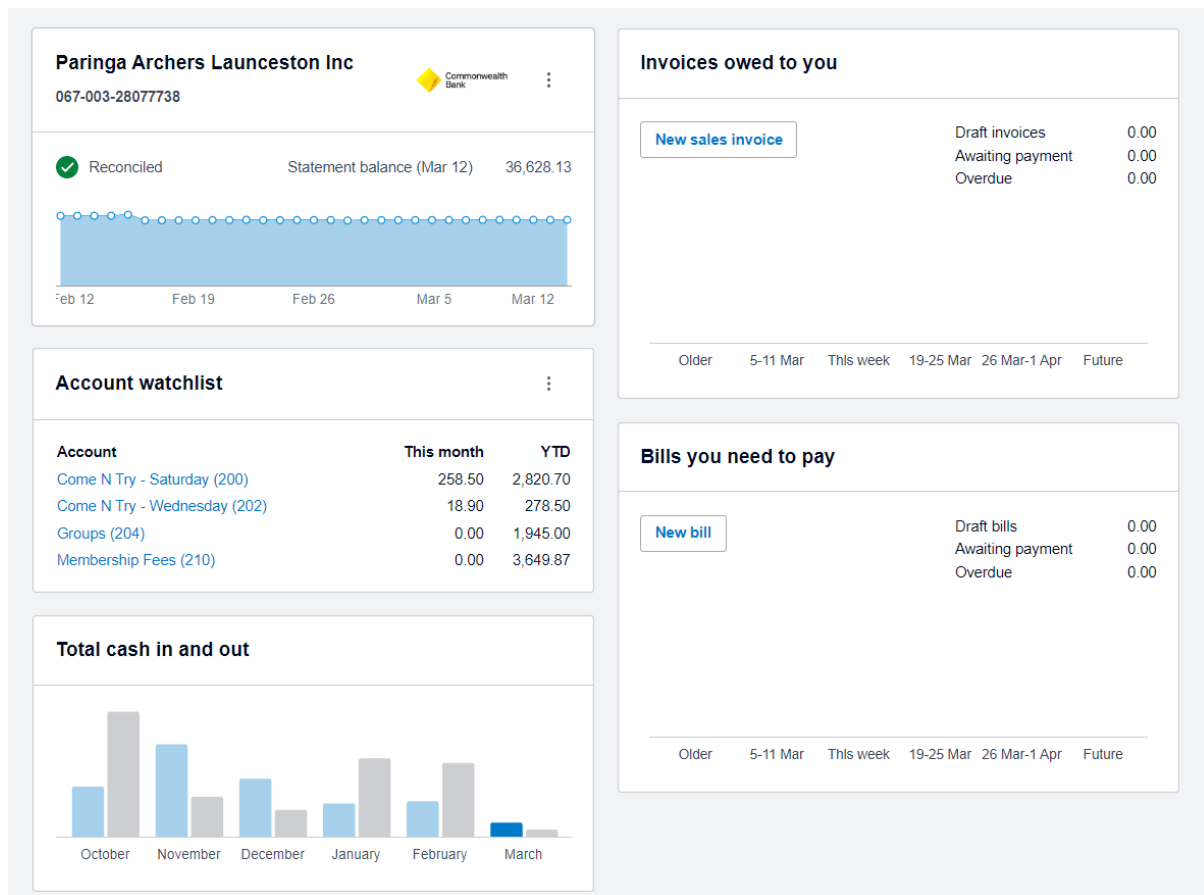 Paringa Archers Launceston Inc
067-003-28077738
Commonwealth
Bank
Reconciled Statement balance (Mar 12) 36,628.13
Feb 12 Feb 19 Feb 26 Mar 5 Mar 12
Account watchlist
Account This month YTD
Come N Try - Saturday (200) 258.50 2,820.70
Come N Try - Wednesday (202) 18.90 278.50
Groups (204) 0.00 1,945.00
Membership Fees (210) 0.00 3,649.87
Total cash in and out
October November December January February March
Invoices owed to you
New sales invoice
Draft invoices 0.00
Awaiting payment 0.00
Overdue 0.00
Older 5-11 Mar This week 19-25 Mar 26 Mar-1 Apr Future
Bills you need to pay
New bill
Draft bills 0.00
Awaiting payment 0.00
Overdue 0.00
Older 5-11 Mar This week 19-25 Mar 26 Mar-1 Apr Future